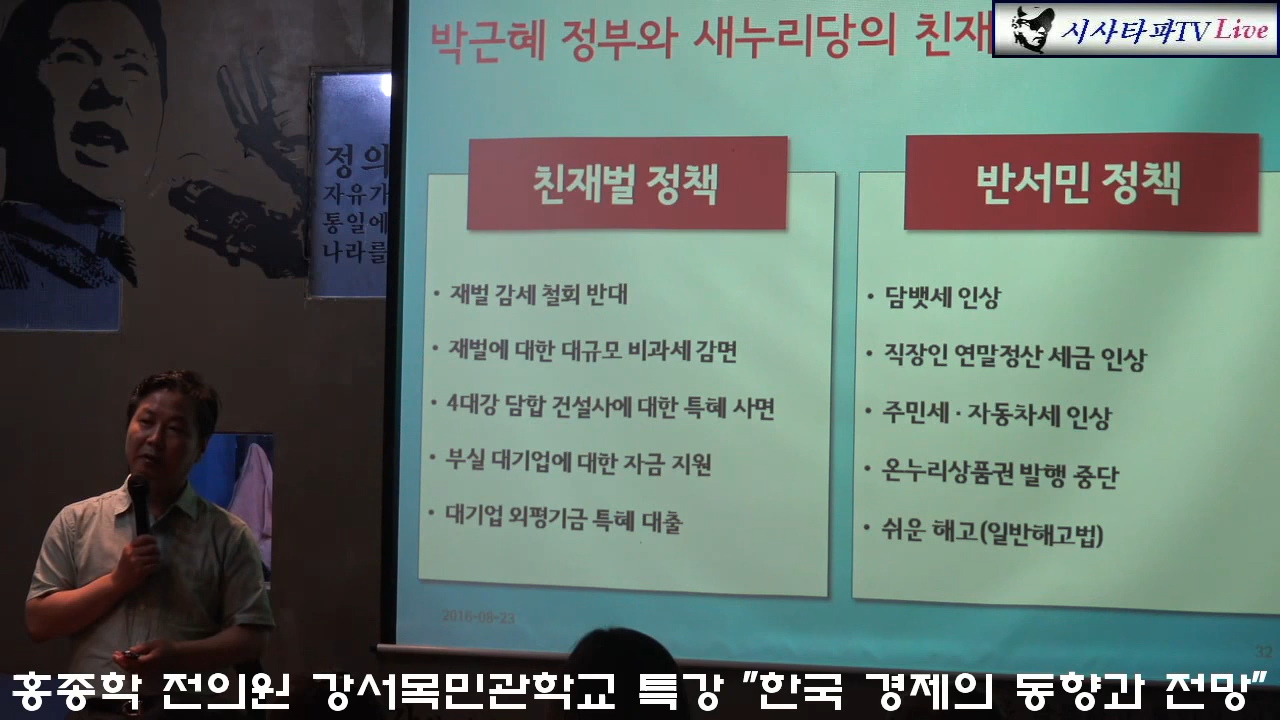 박근혜 정부와 새누리당의 친재
시사타파TV Live
정의
자유가
통일에
나라를
친재벌 정책
• 재벌 감세 철회 반대
• 재벌에 대한 대규모 비과세 감면
• 4대강 담합 건설사에 대한 특혜 사면
• 부실 대기업에 대한 자금 지원
• 대기업 외평기금 특혜 대출
반서민 정책
• 담뱃세 인상
• 직장인 연말정산 세금 인상
• 주민세 · 자동차세 인상
• 온누리상품권 발행 중단
• 쉬운 해고(일반해고법)
2016-08-23
32
홍종학 전의원 강서목민관학교 특강 "한국 경제의 동향과 전망"